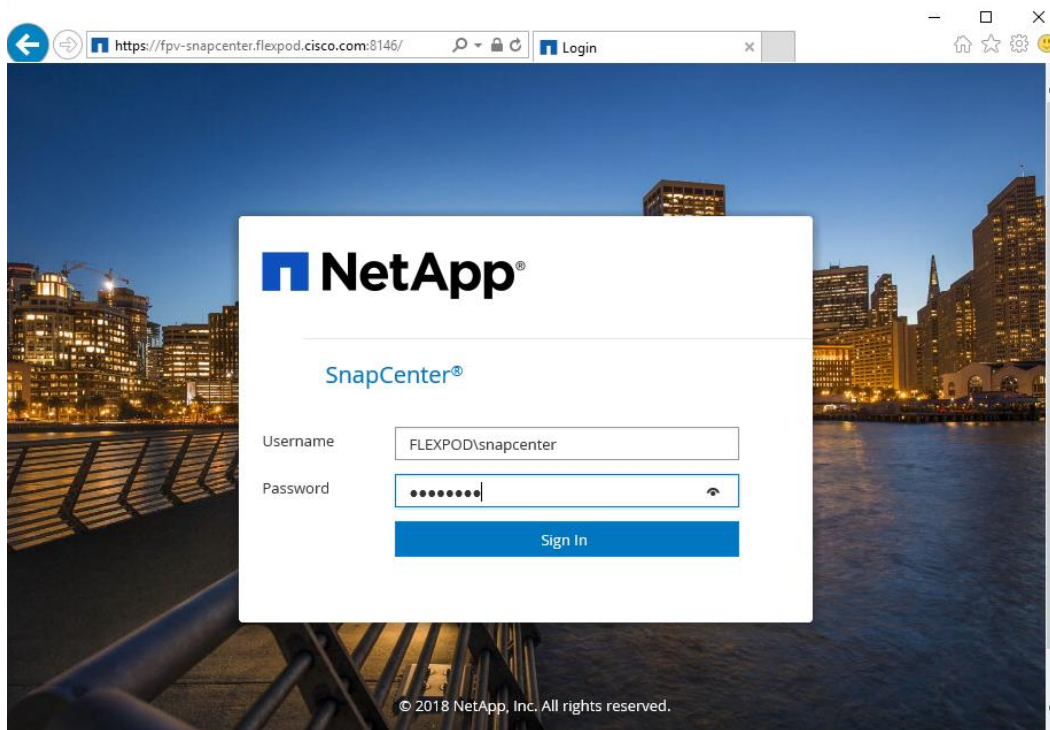 https://fpv-snapcenter.flexpod.cisco.com:8146/
Login
NetApp®
SnapCenter®
Username
FLEXPOD\snapcenter
Password
Sign In
© 2018 NetApp, Inc. All rights reserved.